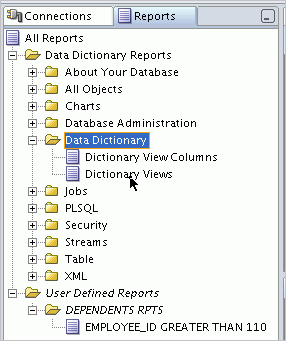 Connections Reports
All Reports
Data Dictionary Reports
About Your Database
All Objects
Charts
Database Administration
Data Dictionary
Dictionary View Columns
Dictionary Views
Jobs
PLSQL
Security
Streams
Table
XML
User Defined Reports
DEPENDENTS RPTS
EMPLOYEE_ID GREATER THAN 110